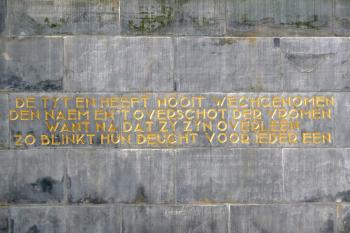 DE TYT EN HEEFT NOOIT WECHGENOMEN
DEN NAEM EN 'T OVERSCHOT DER VROMEN
WANT NA DAT ZY ZYN OVERLEEN
ZO BLINKT HUN DEUCHT VOOR IEDER EEN